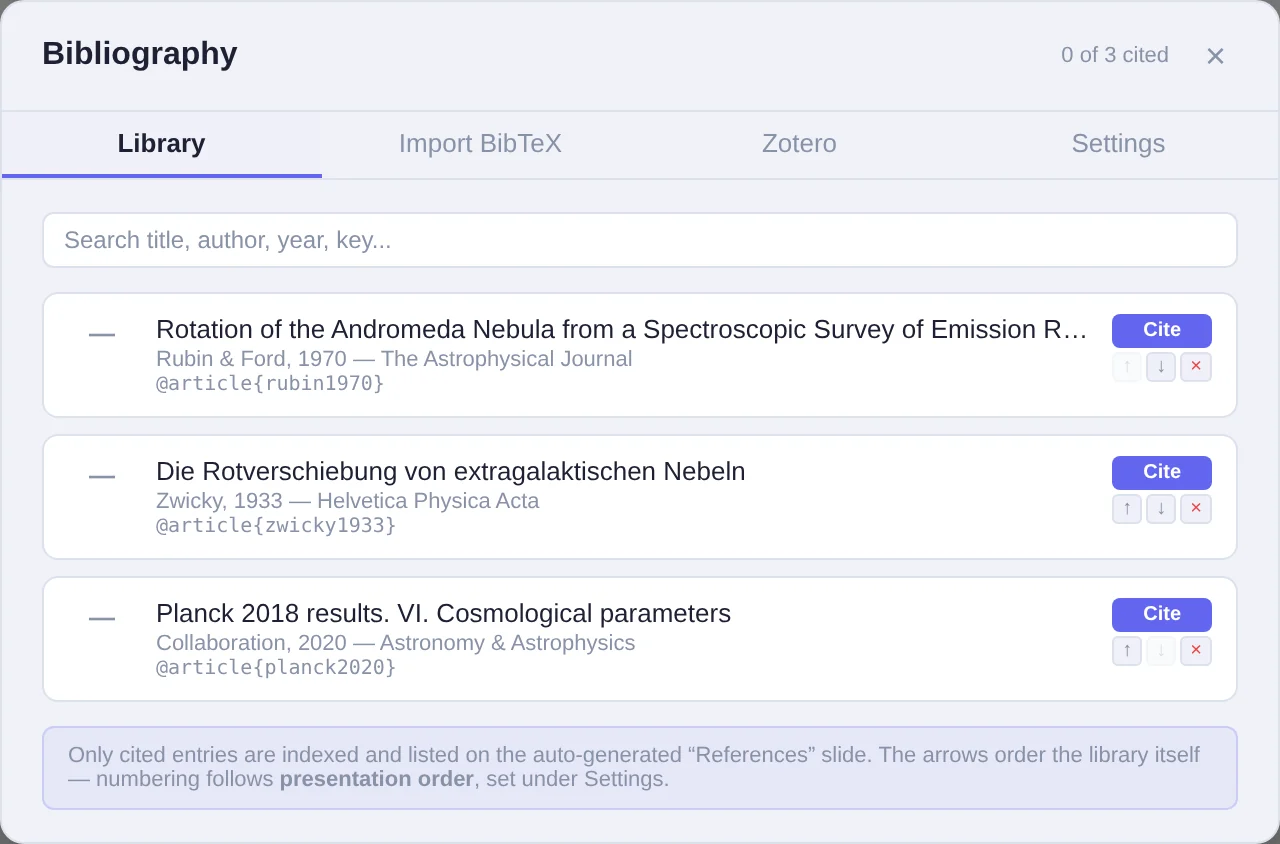 Bibliography
0 of 3 cited ×
Library Import BibTeX Zotero Settings
Search title, author, year, key...
— Rotation of the Andromeda Nebula from a Spectroscopic Survey of Emission R… Cite
Rubin & Ford, 1970 — The Astrophysical Journal
↑ ↓ ×
@article{rubin1970}
— Die Rotverschiebung von extragalaktischen Nebeln Cite
Zwicky, 1933 — Helvetica Physica Acta
↑ ↓ ×
@article{zwicky1933}
— Planck 2018 results. VI. Cosmological parameters Cite
Collaboration, 2020 — Astronomy & Astrophysics
↑ ↓ ×
@article{planck2020}
Only cited entries are indexed and listed on the auto-generated “References” slide. The arrows order the library itself
— numbering follows presentation order, set under Settings.